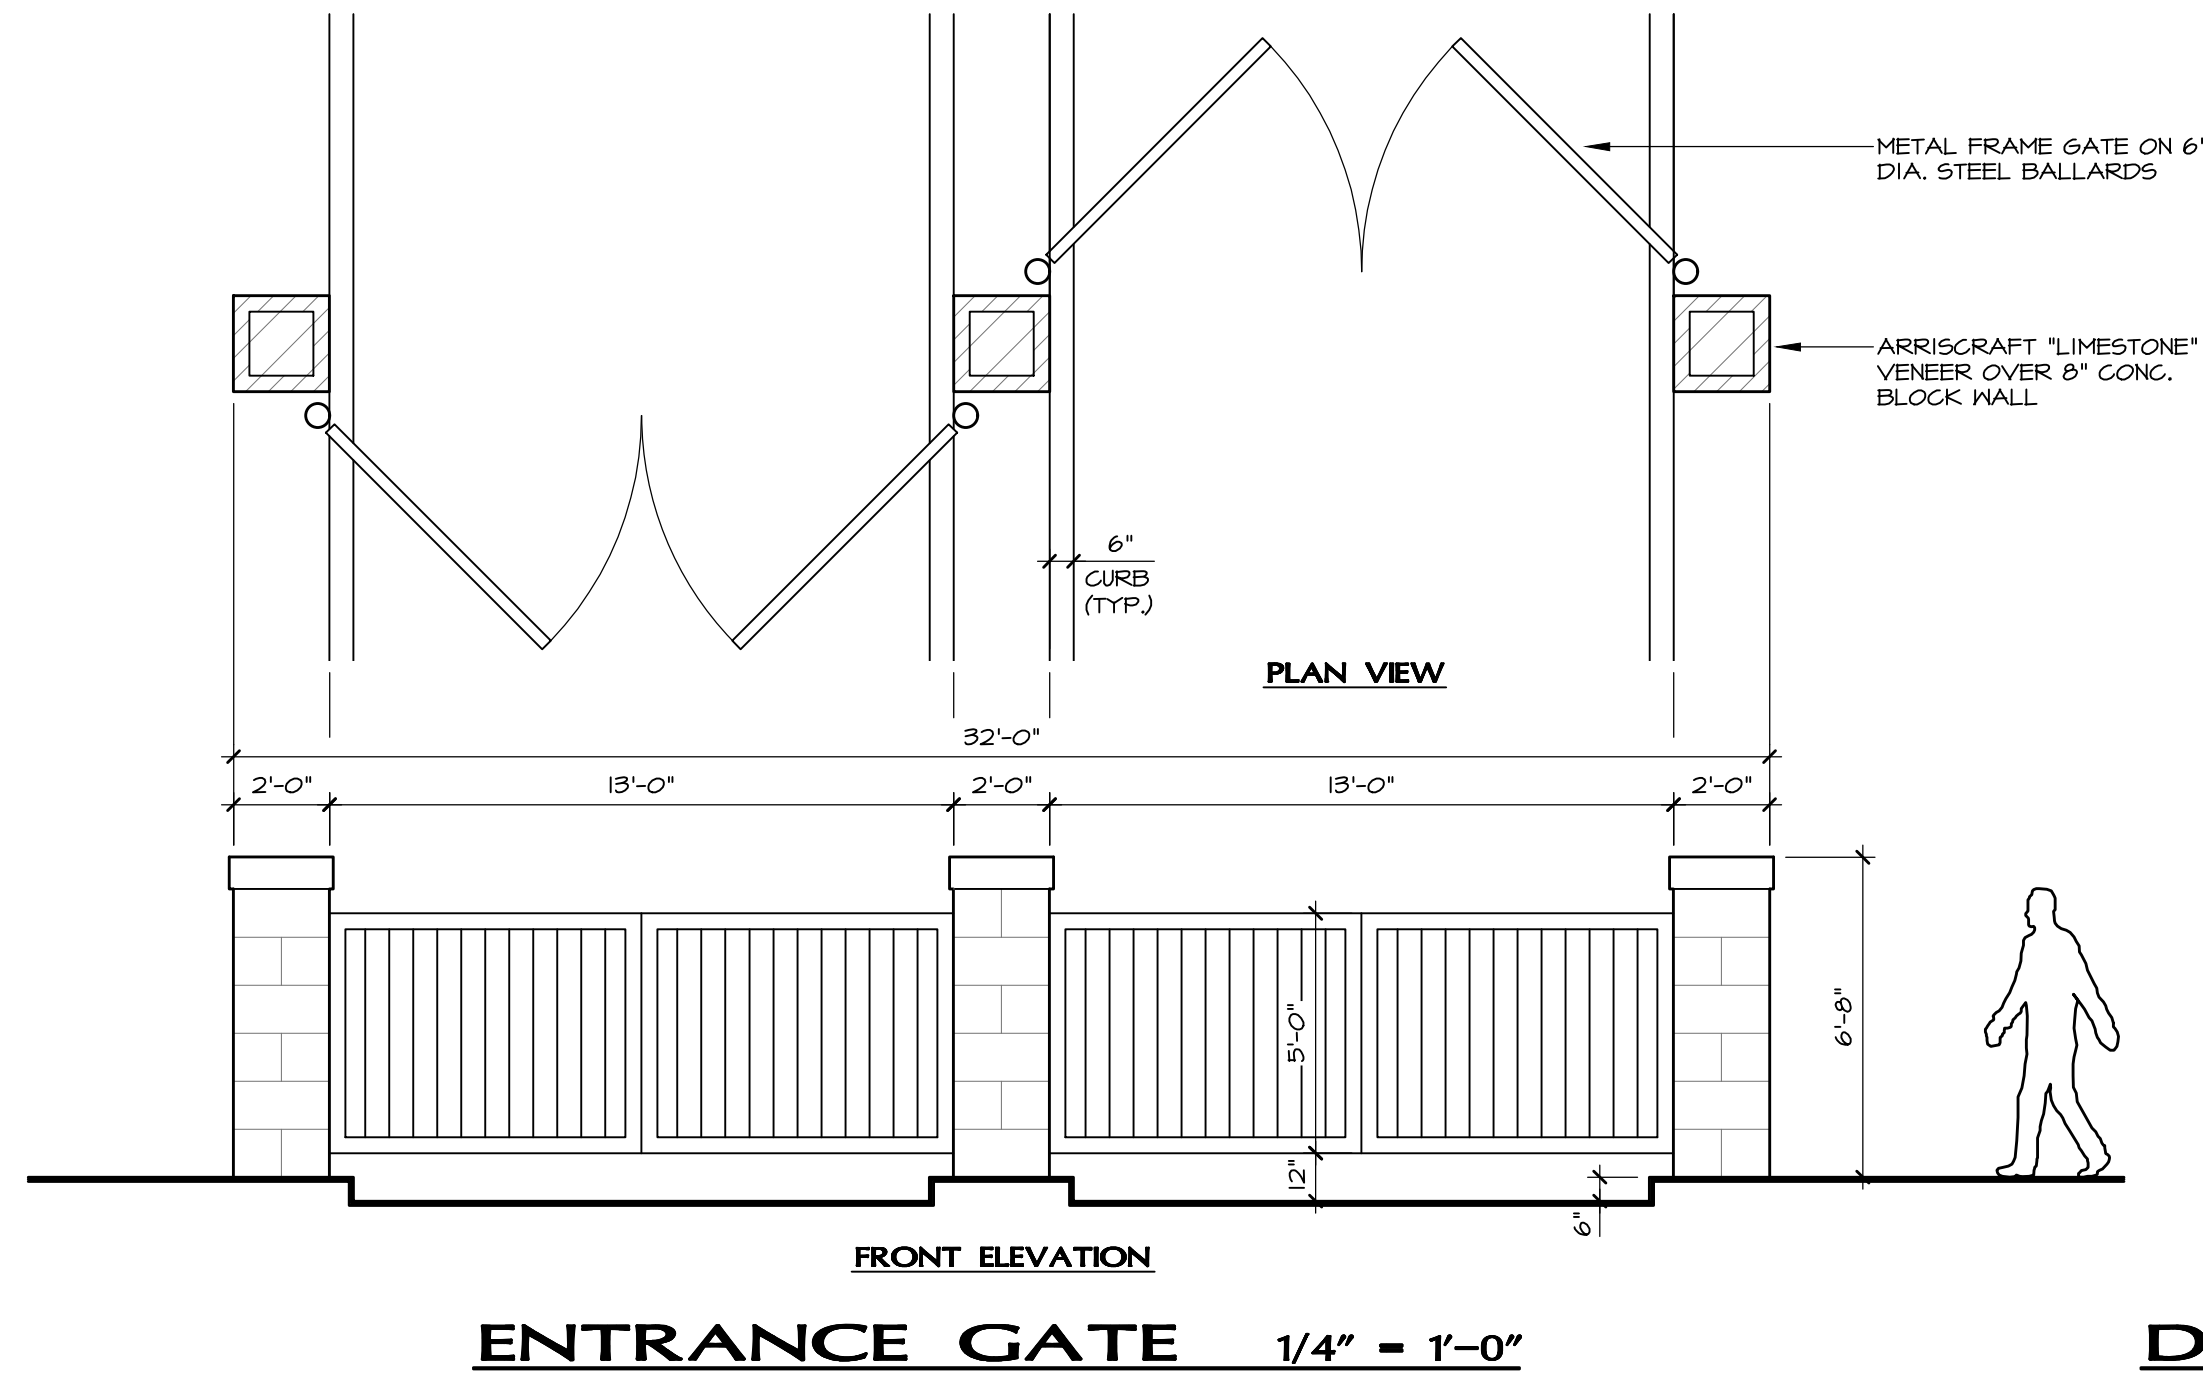 METAL FRAME GATE ON 6"
DIA. STEEL BALLARDS
ARRISCRAFT "LIMESTONE"
VENEER OVER 8" CONC.
BLOCK WALL
6"
CURB
(TYP.)
PLAN VIEW
32'-0"
2'-0" 13'-0" 2'-0" 13'-0" 2'-0"
5'-0"
6'-8"
12"
6"
FRONT ELEVATION
ENTRANCE GATE 1/4" = 1'-0"
D